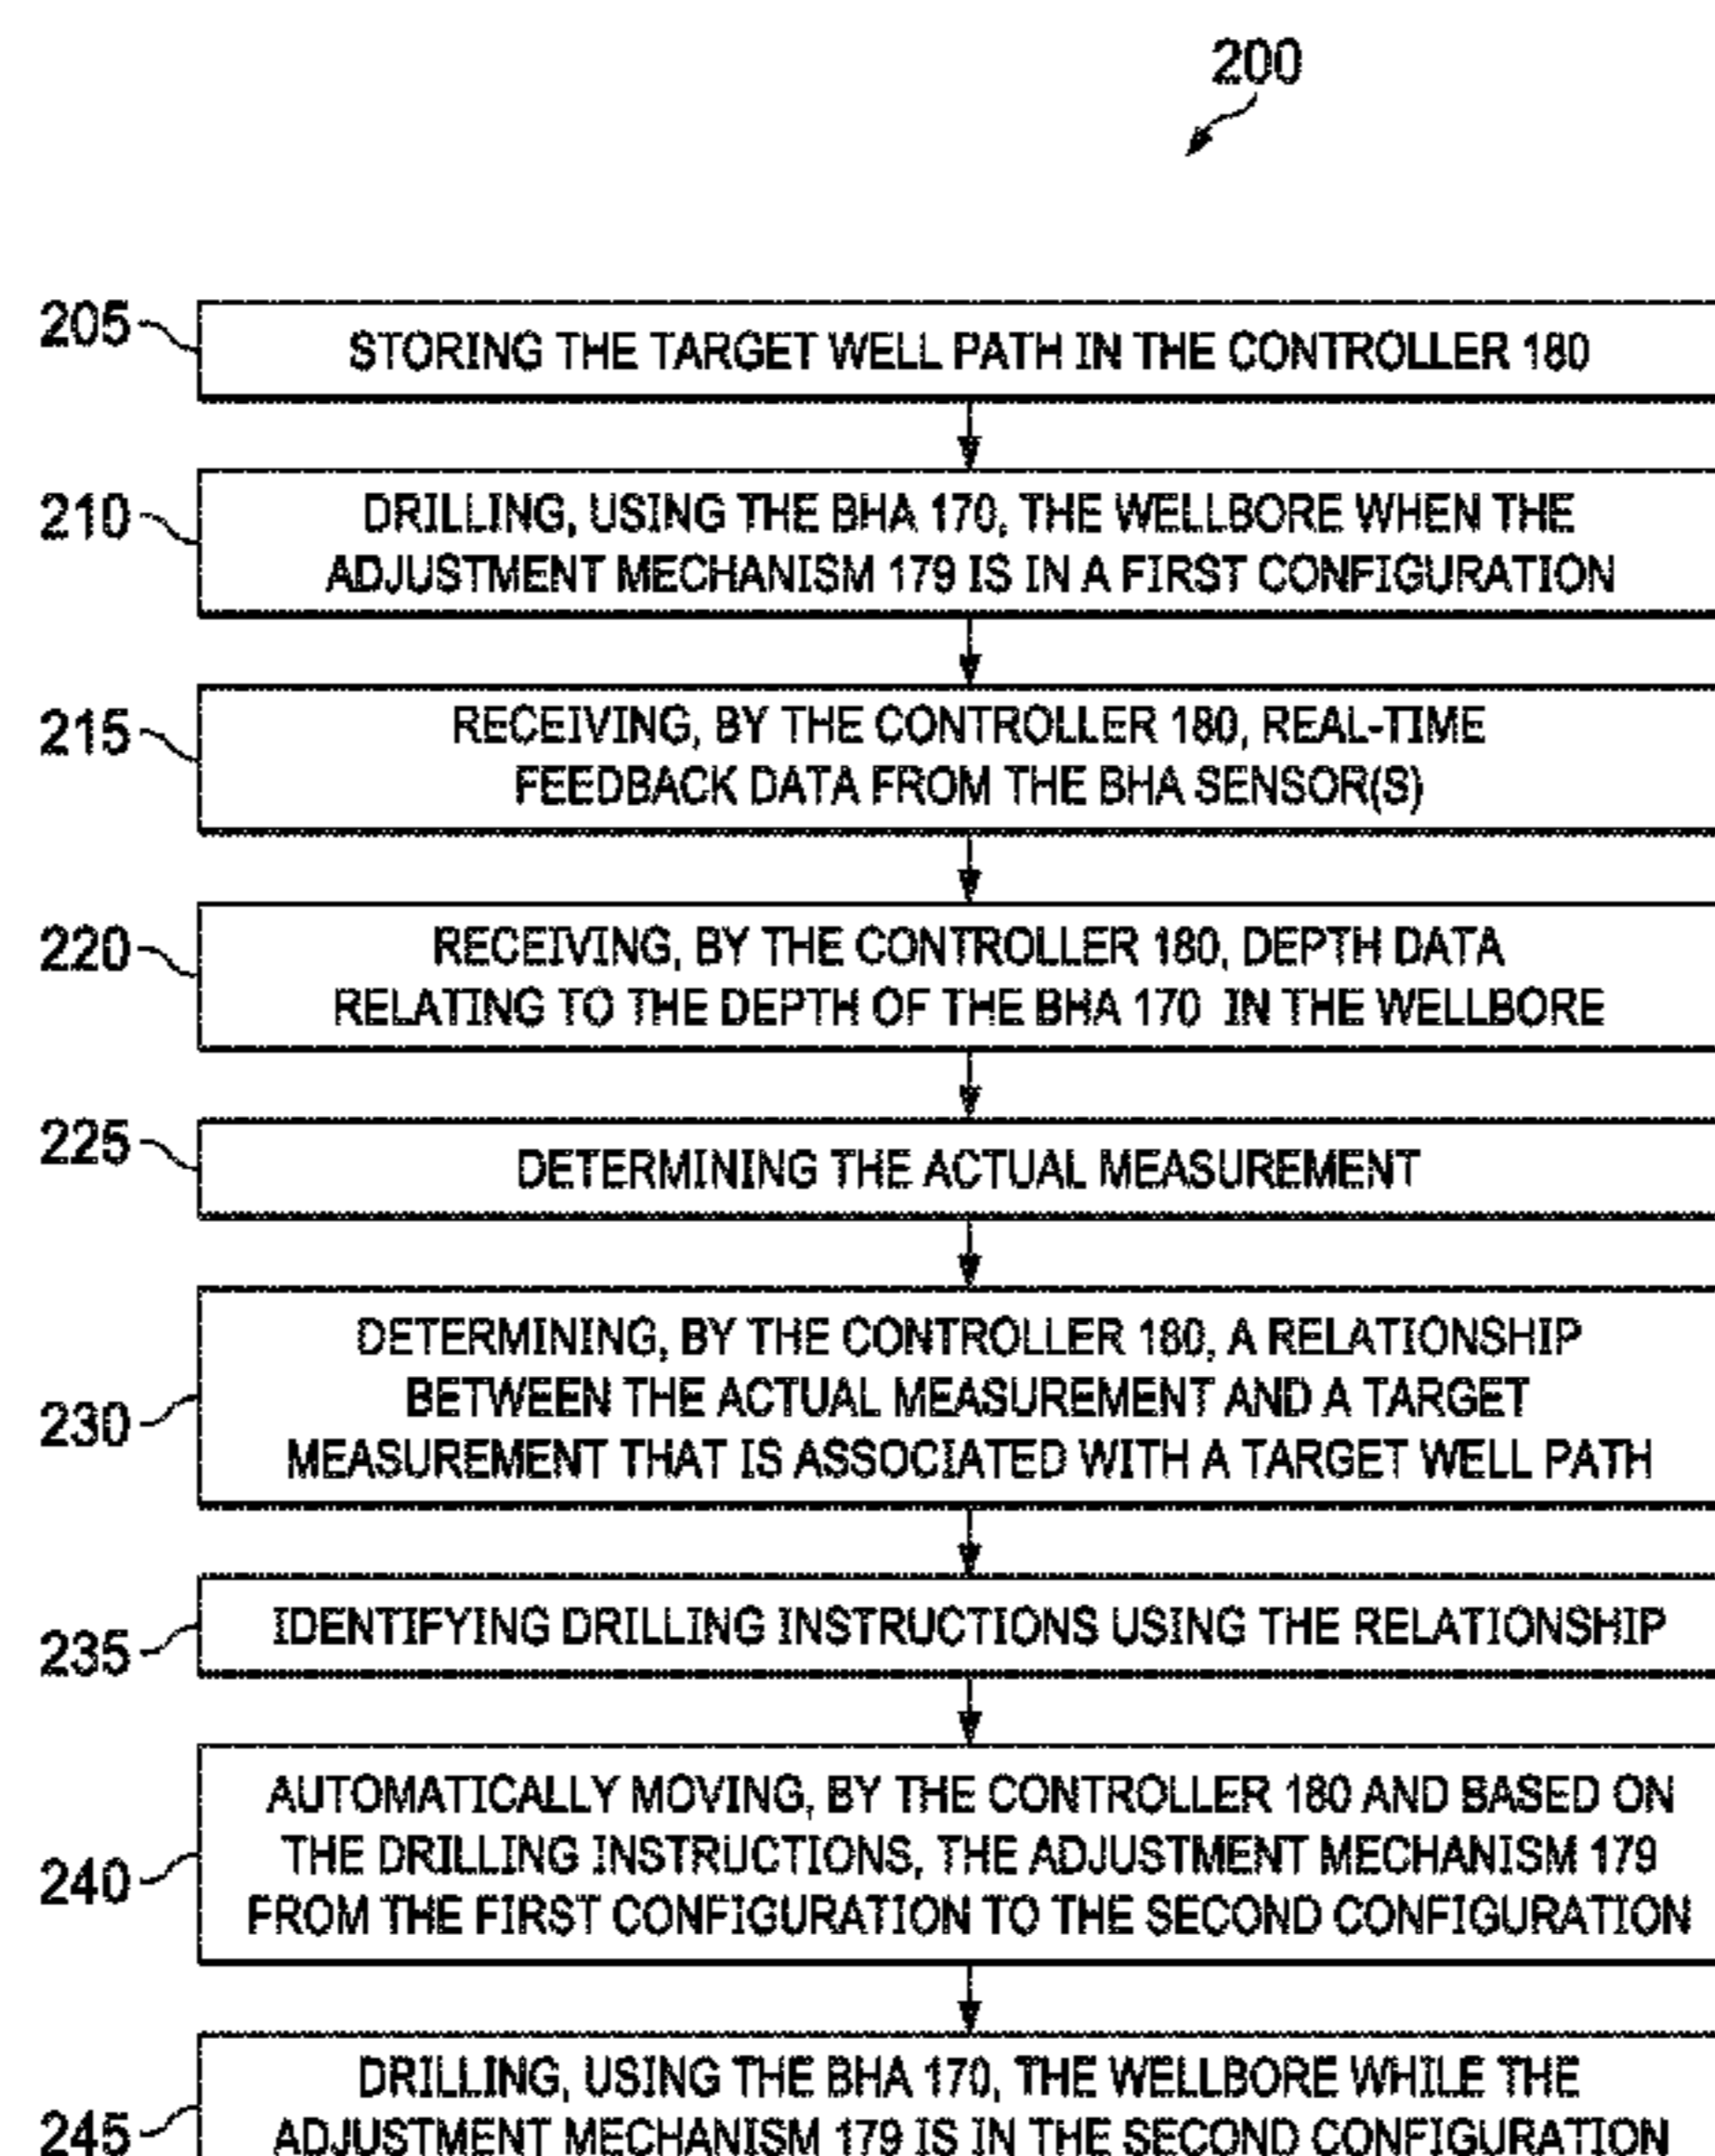 200
205
STORING THE TARGET WELL PATH IN THE CONTROLLER 180
210
DRILLING, USING THE BHA 170, THE WELLBORE WHEN THE
ADJUSTMENT MECHANISM 179 IS IN A FIRST CONFIGURATION
215
RECEIVING, BY THE CONTROLLER 180, REAL-TIME
FEEDBACK DATA FROM THE BHA SENSOR(S)
220
RECEIVING, BY THE CONTROLLER 180, DEPTH DATA
RELATING TO THE DEPTH OF THE BHA 170 IN THE WELLBORE
225
DETERMINING THE ACTUAL MEASUREMENT
230
DETERMINING, BY THE CONTROLLER 180, A RELATIONSHIP
BETWEEN THE ACTUAL MEASUREMENT AND A TARGET
MEASUREMENT THAT IS ASSOCIATED WITH A TARGET WELL PATH
235
IDENTIFYING DRILLING INSTRUCTIONS USING THE RELATIONSHIP
240
AUTOMATICALLY MOVING, BY THE CONTROLLER 180 AND BASED ON
THE DRILLING INSTRUCTIONS, THE ADJUSTMENT MECHANISM 179
FROM THE FIRST CONFIGURATION TO THE SECOND CONFIGURATION
245
DRILLING, USING THE BHA 170, THE WELLBORE WHILE THE
ADJUSTMENT MECHANISM 179 IS IN THE SECOND CONFIGURATION